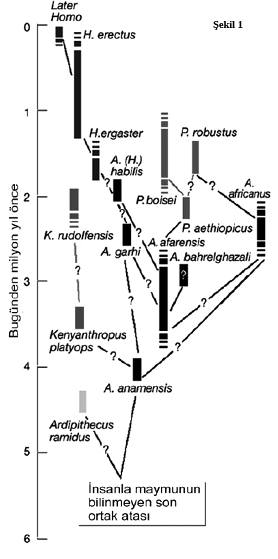 Şekil 1
Later
Homo
H. erectus
H.ergaster
A. (H.)
habilis
P. robustus
A.
africanus
P.boisei
P. aethiopicus
K. rudolfensis
A. garhi
A. afarensis
A. bahrelghazali
?
Kenyanthropus
platyops
A. anamensis
Ardipithecus
ramidus
İnsanla maymunun
bilinmeyen son
ortak atası
Bugünden milyon yıl önce
0
1
2
3
4
5
6